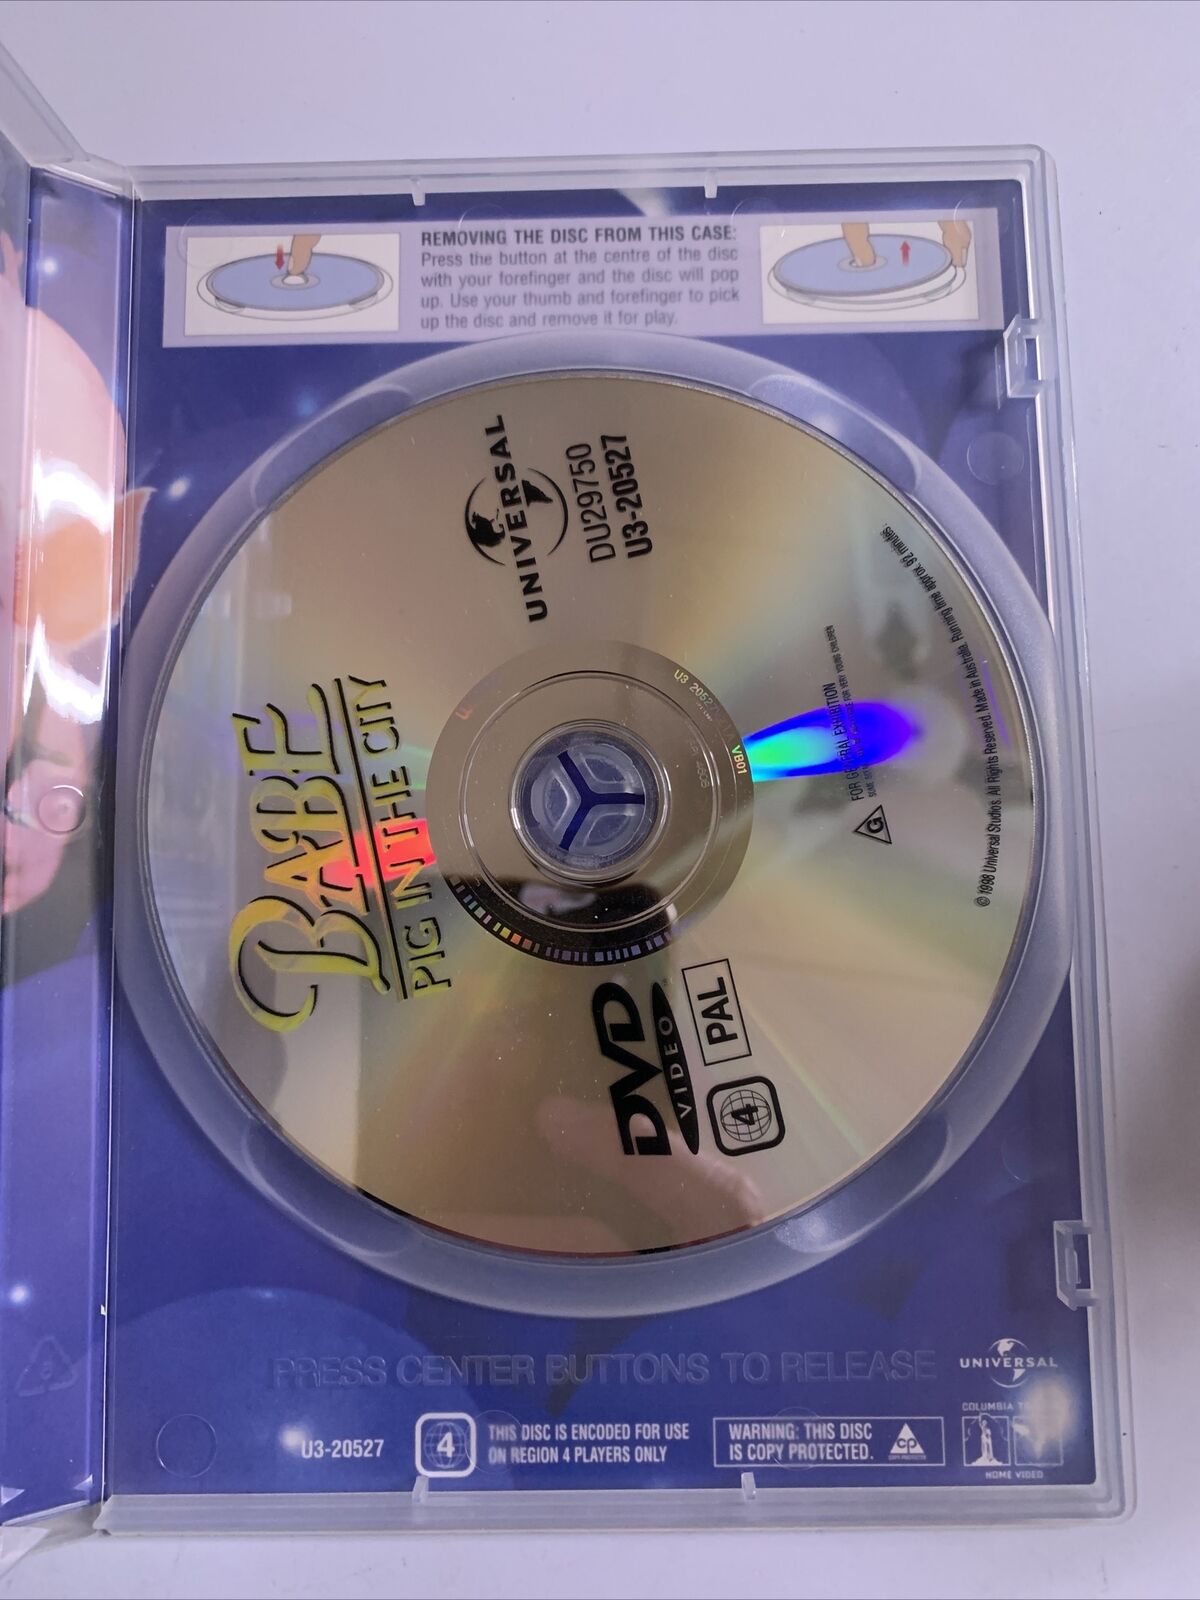 REMOVING THE DISC FROM THIS CASE:
Press the button at the centre of the disc
with your forefinger and the disc will pop
up. Use your thumb and forefinger to pick
up the disc and remove it for play.
UNIVERSAL
DU29750
U3-20527
BABE
PIG IN THE CITY
VB01
G
FOR GENERAL EXHIBITION
© 1998 Universal Studios. All Rights Reserved. Made in Australia. Running time approx. 92 minutes.
DVD
VIDEO
PAL
4
PRESS CENTER BUTTONS TO RELEASE
U3-20527
4
THIS DISC IS ENCODED FOR USE
ON REGION 4 PLAYERS ONLY
WARNING: THIS DISC
IS COPY PROTECTED.
CP
COPY PROTECTED
UNIVERSAL
COLUMBIA
HOME VIDEO